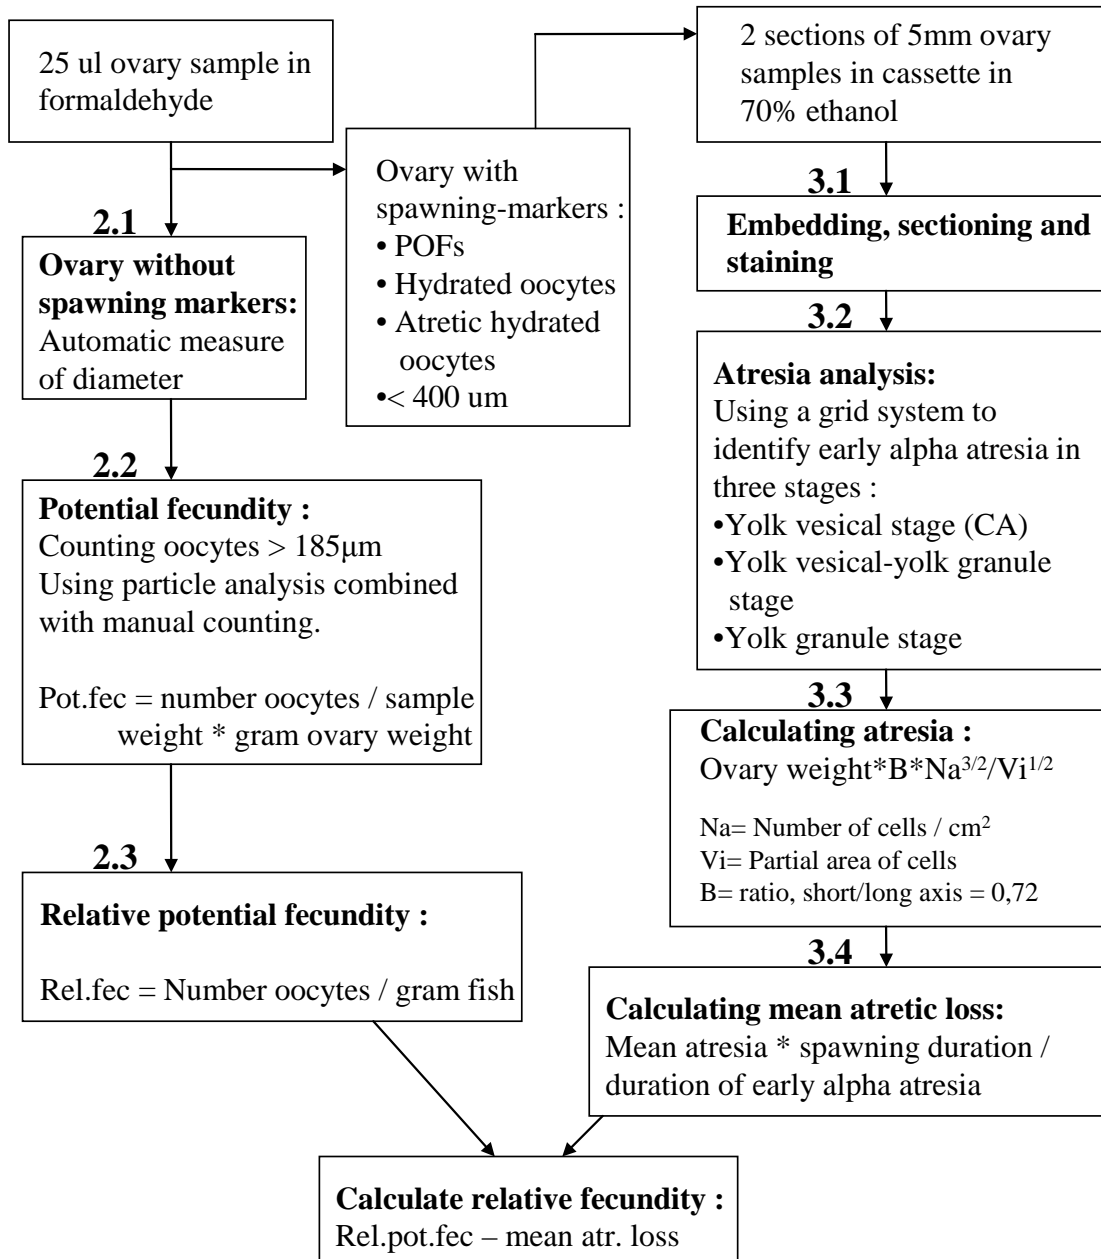 25 ul ovary sample in
formaldehyde
2 sections of 5mm ovary
samples in cassette in
70% ethanol
Ovary with
spawning-markers :
• POFs
• Hydrated oocytes
• Atretic hydrated
oocytes
•< 400 um
2.1
Ovary without
spawning markers:
Automatic measure
of diameter
2.2
Potential fecundity :
Counting oocytes > 185μm
Using particle analysis combined
with manual counting.
Pot.fec = number oocytes / sample
weight * gram ovary weight
2.3
Relative potential fecundity :
Rel.fec = Number oocytes / gram fish
3.1
Embedding, sectioning and
staining
3.2
Atresia analysis:
Using a grid system to
identify early alpha atresia in
three stages :
•Yolk vesical stage (CA)
•Yolk vesical-yolk granule
stage
•Yolk granule stage
3.3
Calculating atresia :
Ovary weight*B*Na^3/2/Vi^1/2
Na= Number of cells / cm²
Vi= Partial area of cells
B= ratio, short/long axis = 0,72
3.4
Calculating mean atretic loss:
Mean atresia * spawning duration /
duration of early alpha atresia
Calculate relative fecundity :
Rel.pot.fec – mean atr. loss